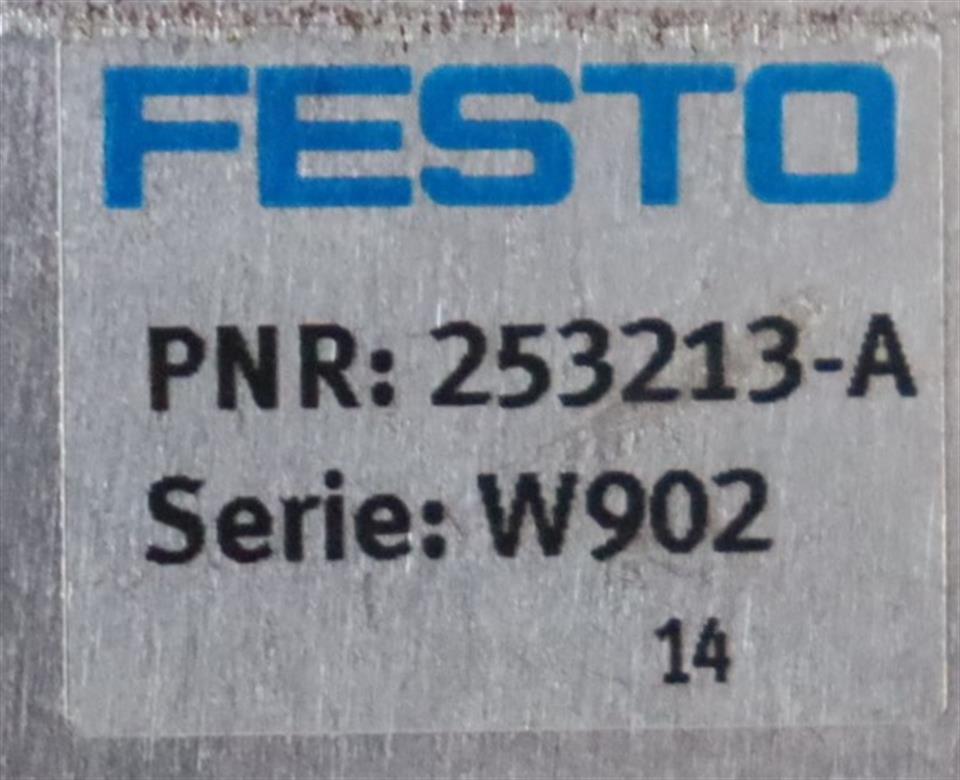 FESTO
PNR: 253213-A
Serie: W902
14